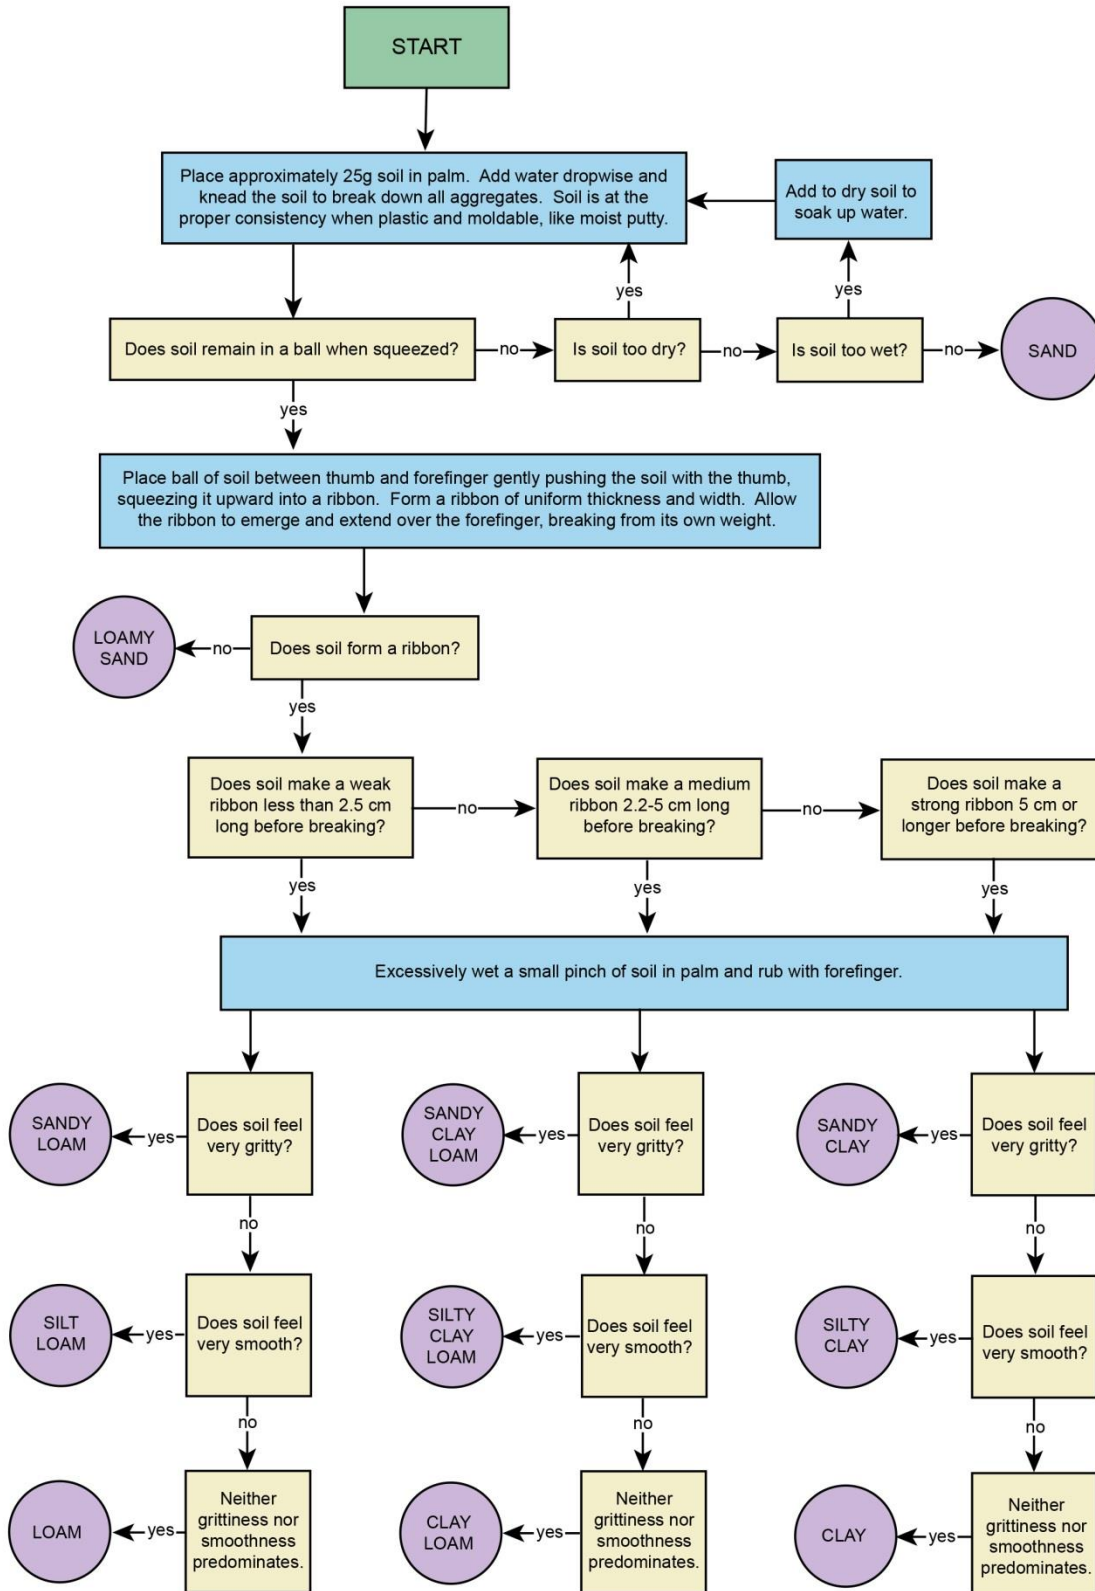 START
Place approximately 25g soil in palm. Add water dropwise and
knead the soil to break down all aggregates. Soil is at the
proper consistency when plastic and moldable, like moist putty.
Add to dry soil to
soak up water.
yes
yes
Does soil remain in a ball when squeezed?
no
Is soil too dry?
no
Is soil too wet?
no
SAND
yes
Place ball of soil between thumb and forefinger gently pushing the soil with the thumb,
squeezing it upward into a ribbon. Form a ribbon of uniform thickness and width. Allow
the ribbon to emerge and extend over the forefinger, breaking from its own weight.
LOAMY
SAND
no
Does soil form a ribbon?
yes
Does soil make a weak
ribbon less than 2.5 cm
long before breaking?
no
Does soil make a medium
ribbon 2.2-5 cm long
before breaking?
no
Does soil make a
strong ribbon 5 cm or
longer before breaking?
yes
yes
yes
Excessively wet a small pinch of soil in palm and rub with forefinger.
SANDY
LOAM
yes
Does soil feel
very gritty?
SANDY
CLAY
LOAM
yes
Does soil feel
very gritty?
SANDY
CLAY
yes
Does soil feel
very gritty?
no
no
no
SILT
LOAM
yes
Does soil feel
very smooth?
SILTY
CLAY
LOAM
yes
Does soil feel
very smooth?
SILTY
CLAY
yes
Does soil feel
very smooth?
no
no
no
LOAM
yes
Neither
grittiness nor
smoothness
predominates.
CLAY
LOAM
yes
Neither
grittiness nor
smoothness
predominates.
CLAY
yes
Neither
grittiness nor
smoothness
predominates.